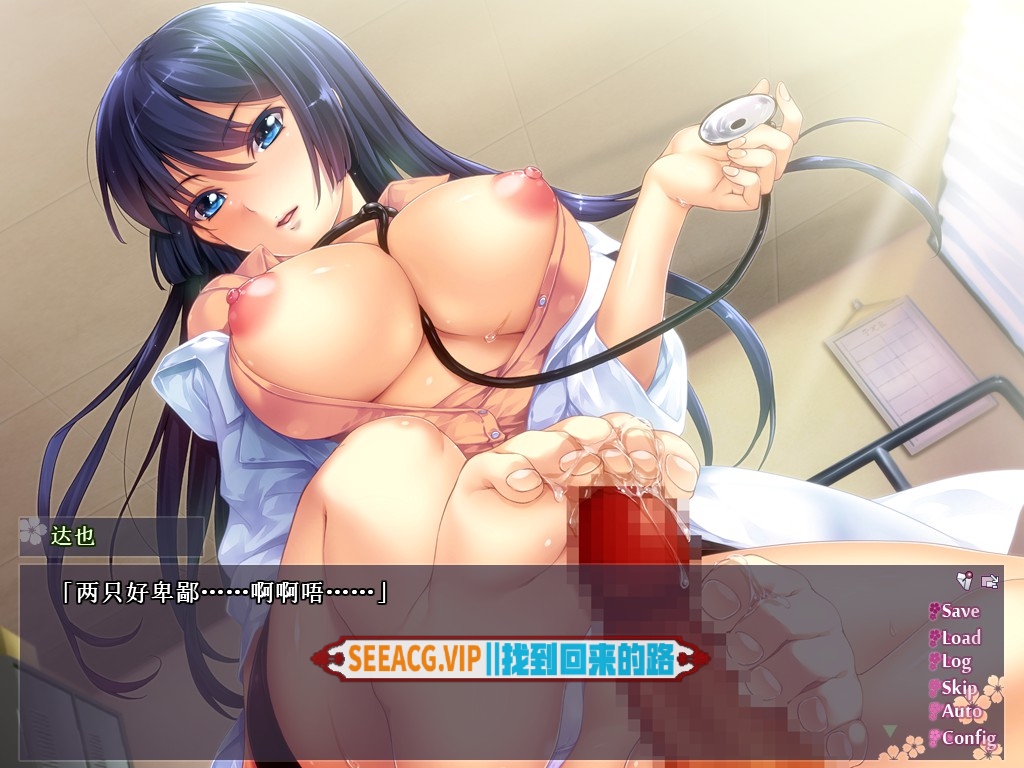 达也
「两只好卑鄙……啊啊唔……」
SEEACG.VIP||找到回来的路
Save
Load
Log
Skip
Auto
Config